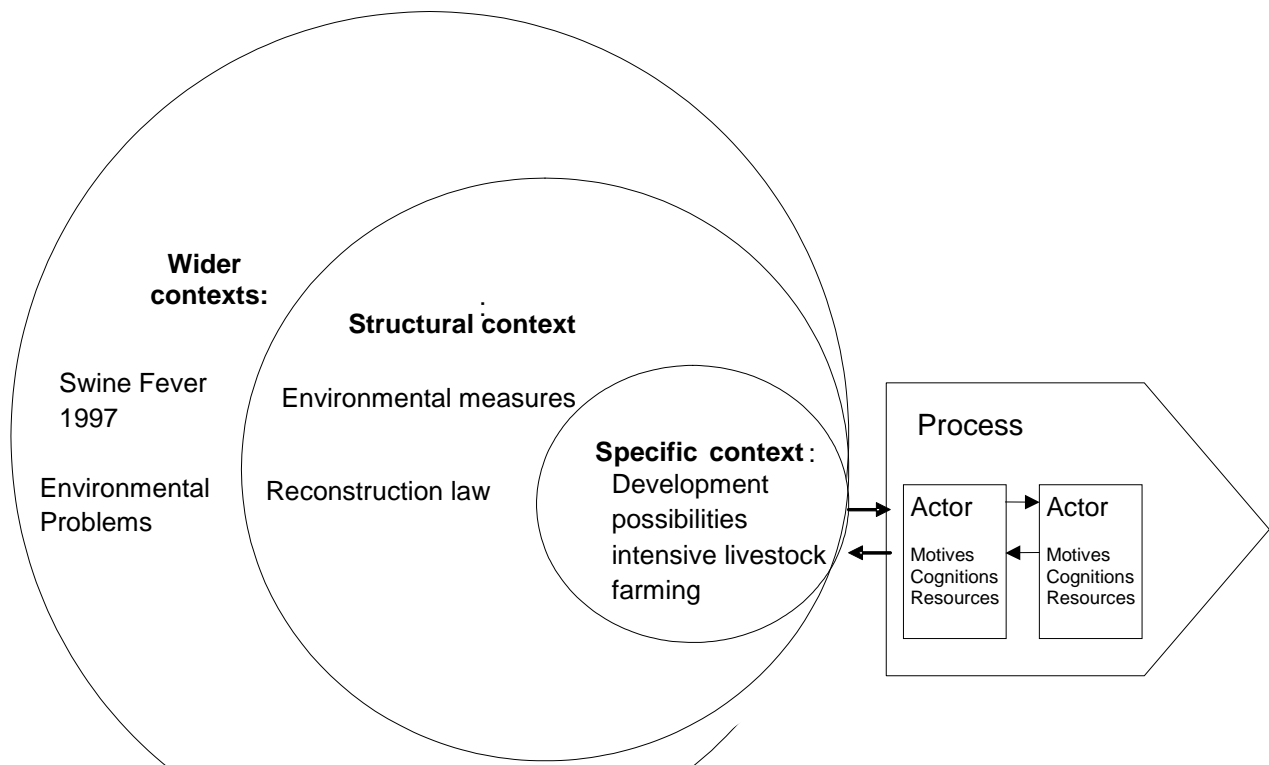 Wider
contexts:
Swine Fever
1997
Environmental
Problems
:
Structural context
Environmental measures
Reconstruction law
Specific context :
Development
possibilities
intensive livestock
farming
Process
Actor
Motives
Cognitions
Resources
Actor
Motives
Cognitions
Resources